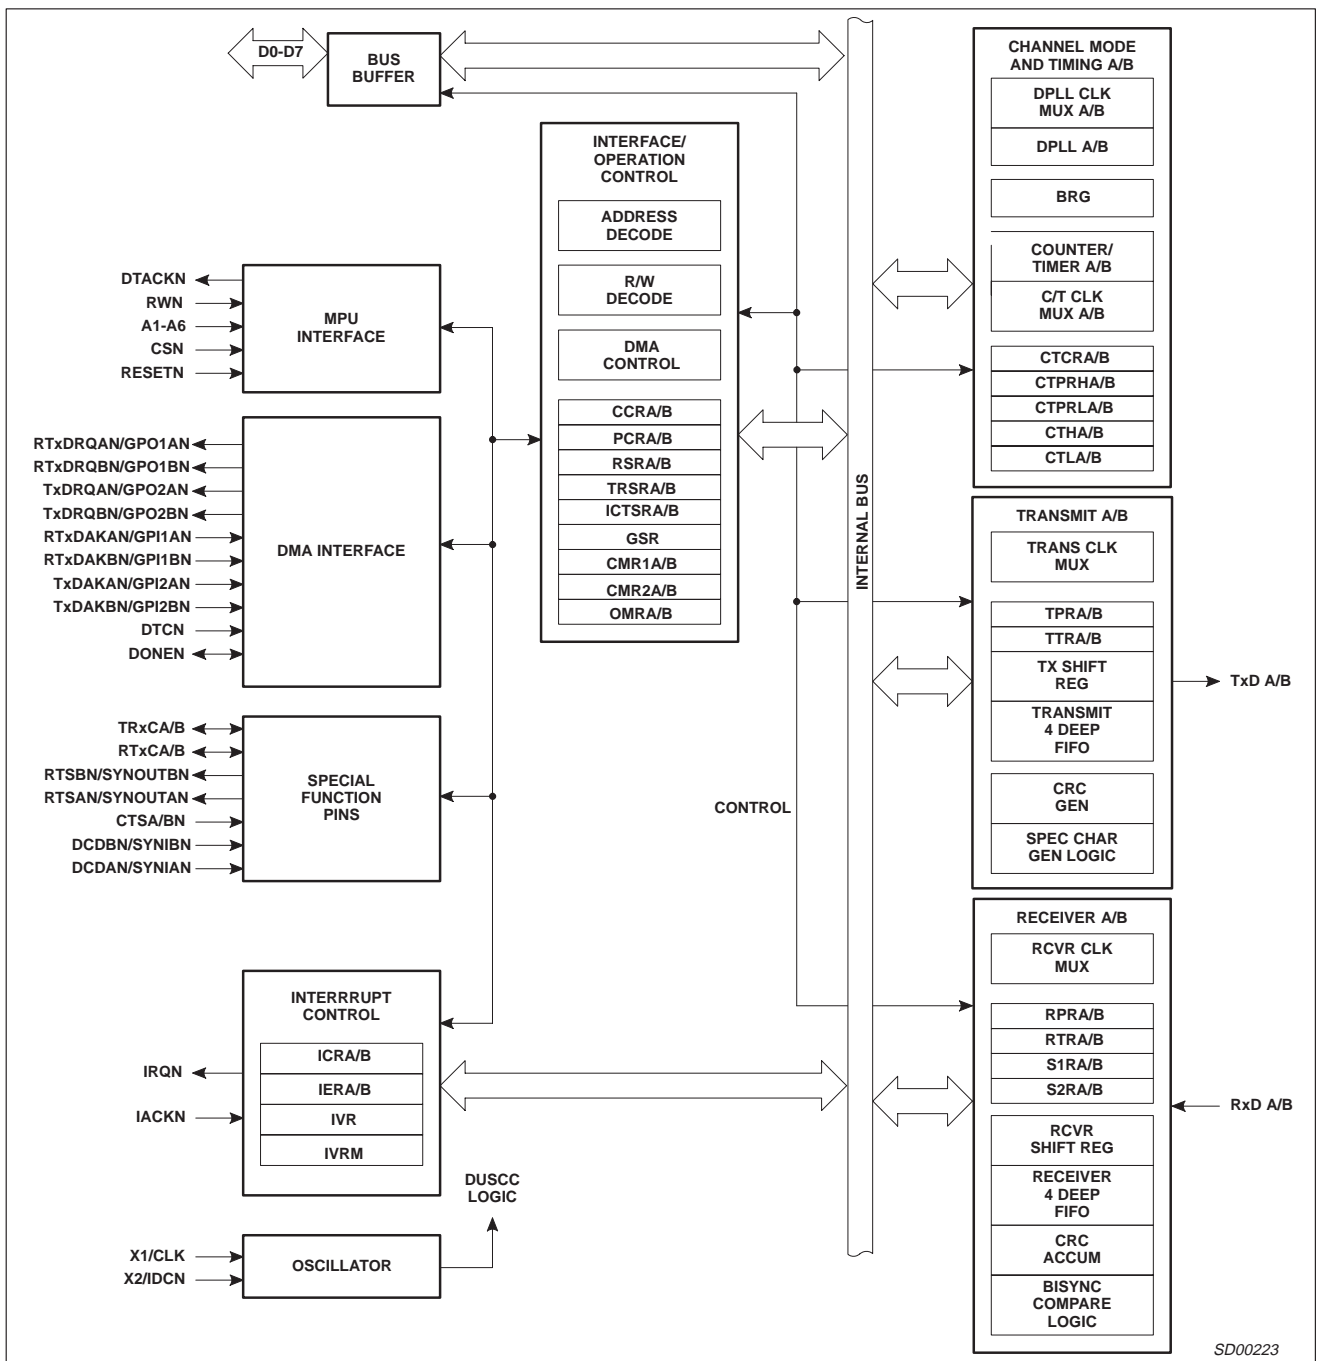 D0-D7
BUS
BUFFER
INTERFACE/
OPERATION
CONTROL
ADDRESS
DECODE
R/W
DECODE
DMA
CONTROL
CCRA/B
PCRA/B
RSRA/B
TRSRA/B
ICTSRA/B
GSR
CMR1A/B
CMR2A/B
OMRA/B
DTACKN
RWN
A1-A6
CSN
RESETN
MPU
INTERFACE
RTxDRQAN/GPO1AN
RTxDRQBN/GPO1BN
TxDRQAN/GPO2AN
TxDRQBN/GPO2BN
RTxDAKAN/GPI1AN
RTxDAKBN/GPI1BN
TxDAKAN/GPI2AN
TxDAKBN/GPI2BN
DTCN
DONEN
DMA INTERFACE
TRxCA/B
RTxCA/B
RTSBN/SYNOUTBN
RTSAN/SYNOUTAN
CTSA/BN
DCDBN/SYNIBN
DCDAN/SYNIAN
SPECIAL
FUNCTION
PINS
INTERRRUPT
CONTROL
ICRA/B
IERA/B
IVR
IVRM
IRQN
IACKN
DUSCC
LOGIC
X1/CLK
X2/IDCN
OSCILLATOR
CONTROL
INTERNAL BUS
CHANNEL MODE
AND TIMING A/B
DPLL CLK
MUX A/B
DPLL A/B
BRG
COUNTER/
TIMER A/B
C/T CLK
MUX A/B
CTCRA/B
CTPRHA/B
CTPRLA/B
CTHA/B
CTLA/B
TRANSMIT A/B
TRANS CLK
MUX
TPRA/B
TTRA/B
TX SHIFT
REG
TRANSMIT
4 DEEP
FIFO
CRC
GEN
SPEC CHAR
GEN LOGIC
TxD A/B
RECEIVER A/B
RCVR CLK
MUX
RPRA/B
RTRA/B
S1RA/B
S2RA/B
RCVR
SHIFT REG
RECEIVER
4 DEEP
FIFO
CRC
ACCUM
BISYNC
COMPARE
LOGIC
RxD A/B
SD00223